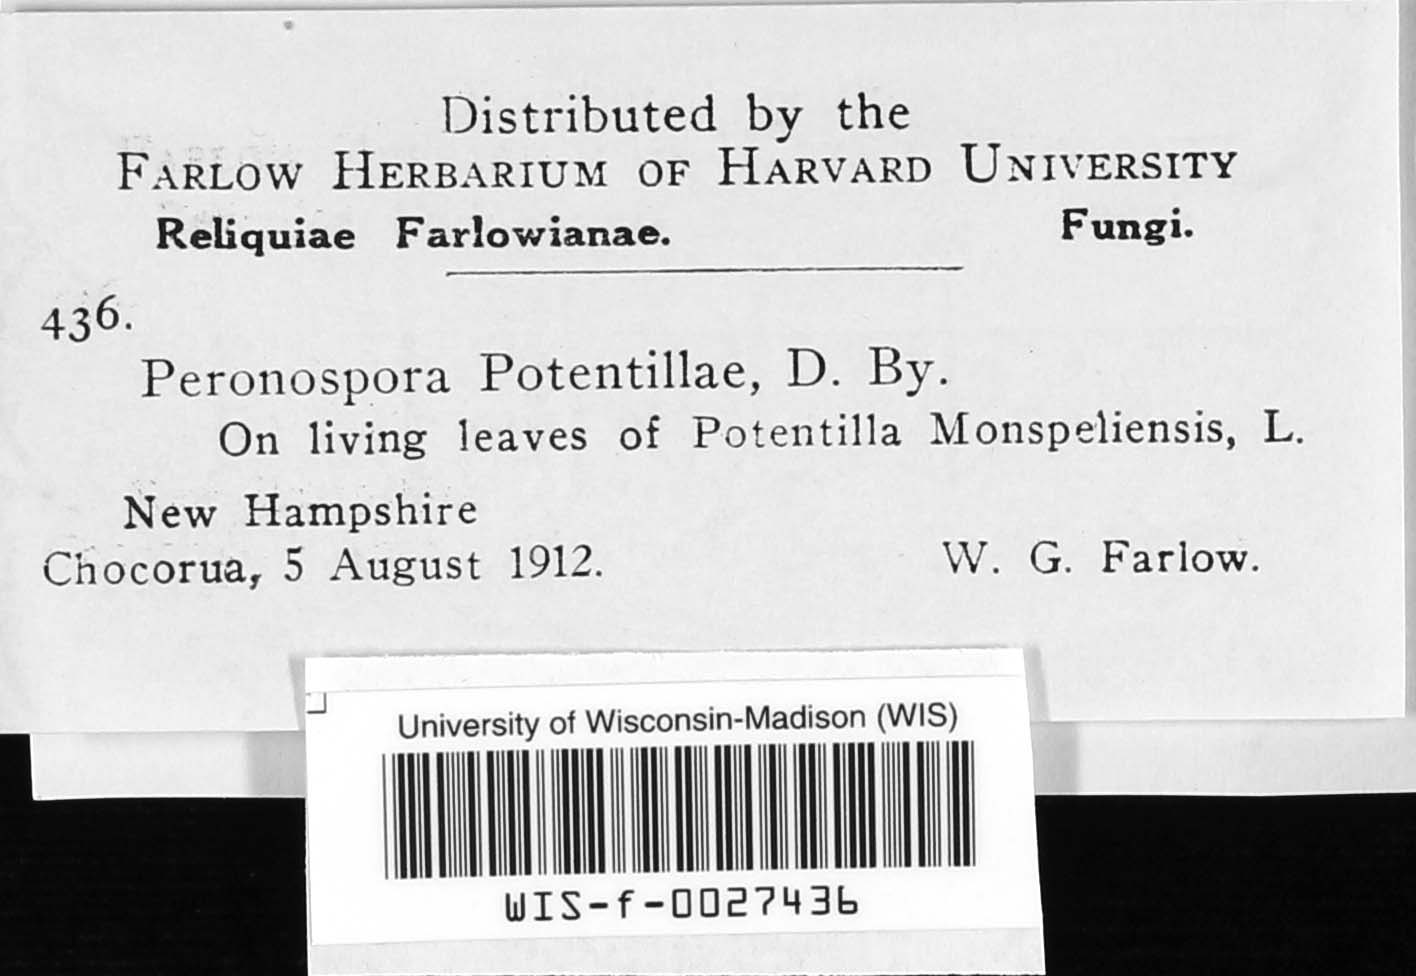 Distributed by the
FARLOW HERBARIUM OF HARVARD UNIVERSITY
Reliquiae Farlowianae. Fungi.
436.
Peronospora Potentillae, D. By.
On living leaves of Potentilla Monspeliensis, L.
New Hampshire
Chocorua, 5 August 1912. W. G. Farlow.
University of Wisconsin-Madison (WIS)
WIS-f-0027436